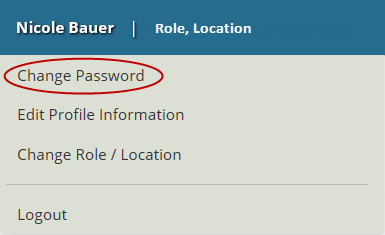 Nicole Bauer | Role, Location
Change Password
Edit Profile Information
Change Role / Location
Logout